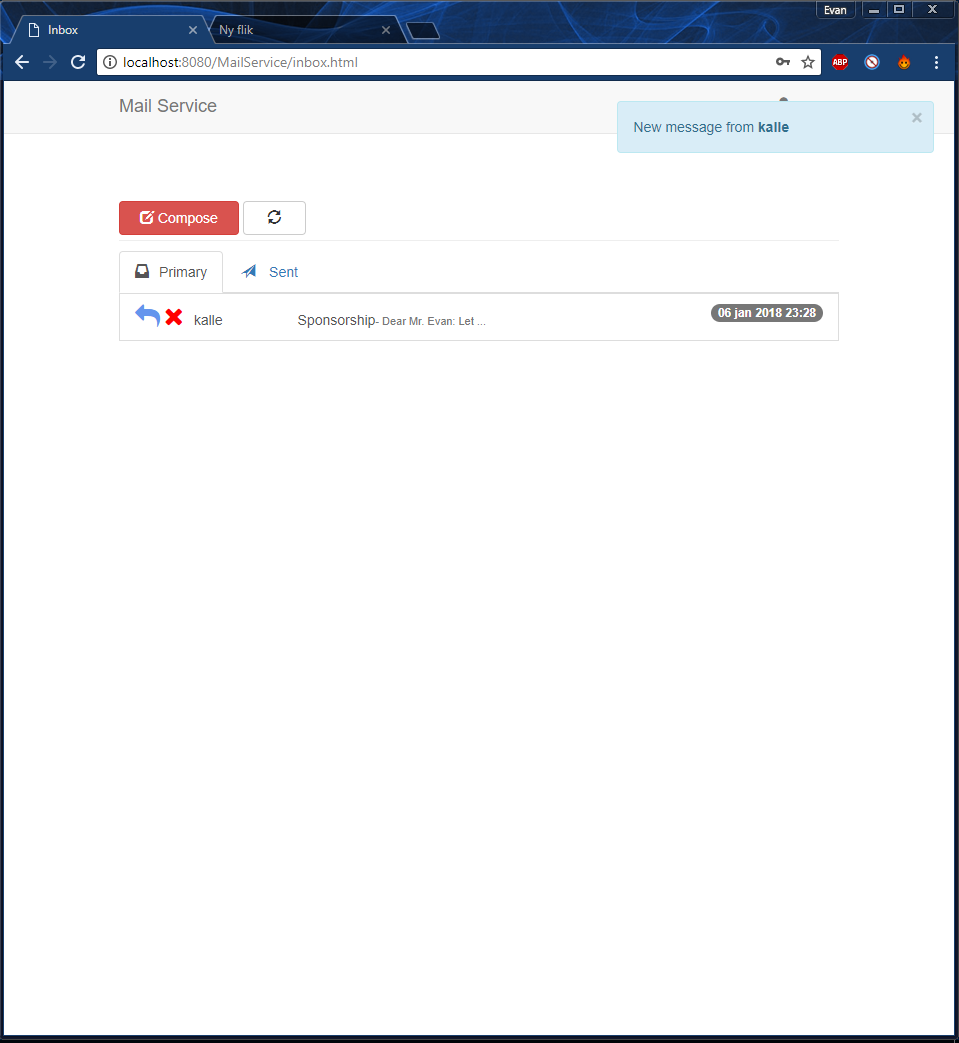 Evan
Inbox
Ny flik
localhost:8080/MailService/inbox.html
ABP
Mail Service
New message from kalle
Compose
Primary
Sent
kalle Sponsorship- Dear Mr. Evan: Let ... 06 jan 2018 23:28